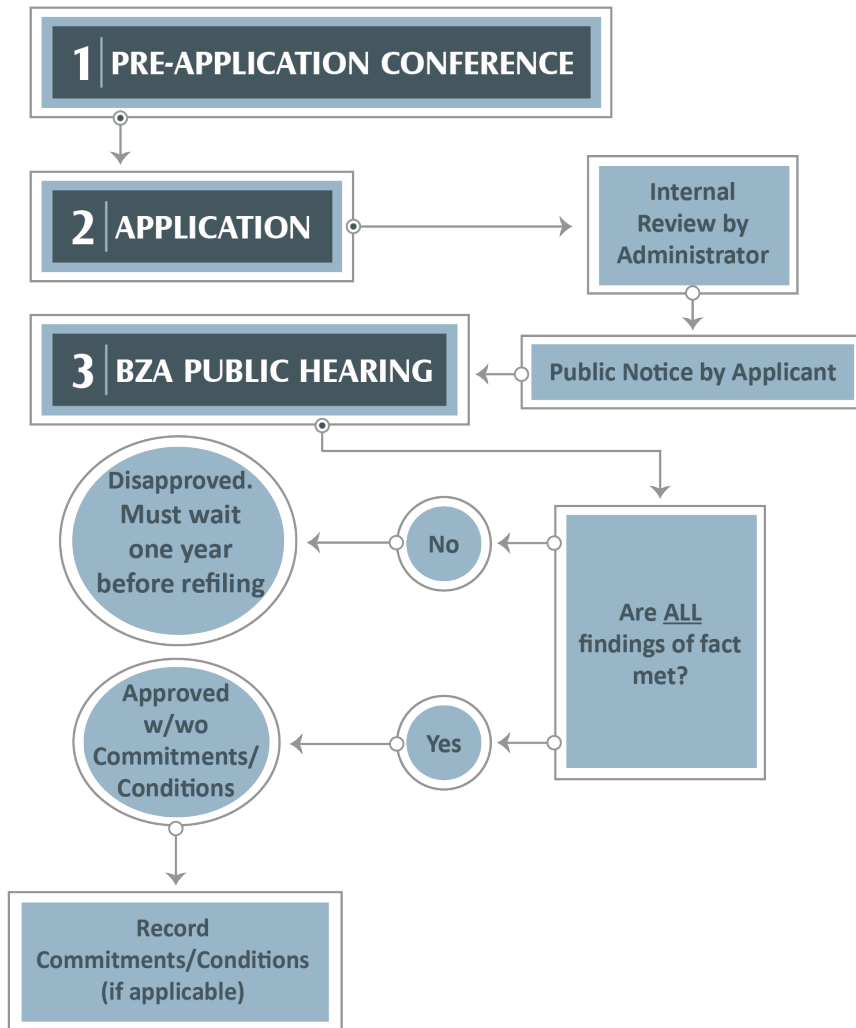 1 PRE-APPLICATION CONFERENCE
2 APPLICATION
Internal
Review by
Administrator
3 BZA PUBLIC HEARING
Public Notice by Applicant
Disapproved.
Must wait
one year
before refiling
No
Are ALL
findings of fact
met?
Approved
w/wo
Commitments/
Conditions
Yes
Record
Commitments/Conditions
(if applicable)